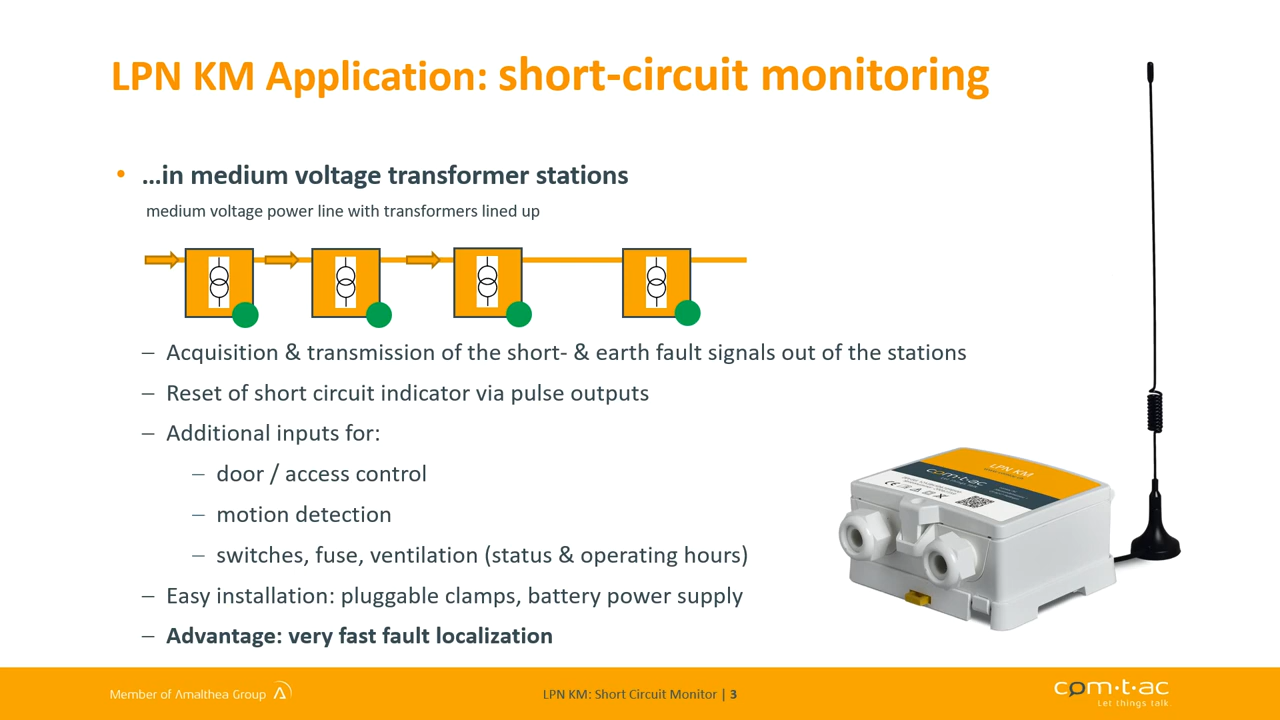 LPN KM Application: short-circuit monitoring
• ...in medium voltage transformer stations
medium voltage power line with transformers lined up
– Acquisition & transmission of the short- & earth fault signals out of the stations
– Reset of short circuit indicator via pulse outputs
– Additional inputs for:
– door / access control
– motion detection
– switches, fuse, ventilation (status & operating hours)
– Easy installation: pluggable clamps, battery power supply
– Advantage: very fast fault localization
LPN KM
com·t·ac
Member of Amalthea Group
LPN KM: Short Circuit Monitor | 3
com·t·ac
Let things talk